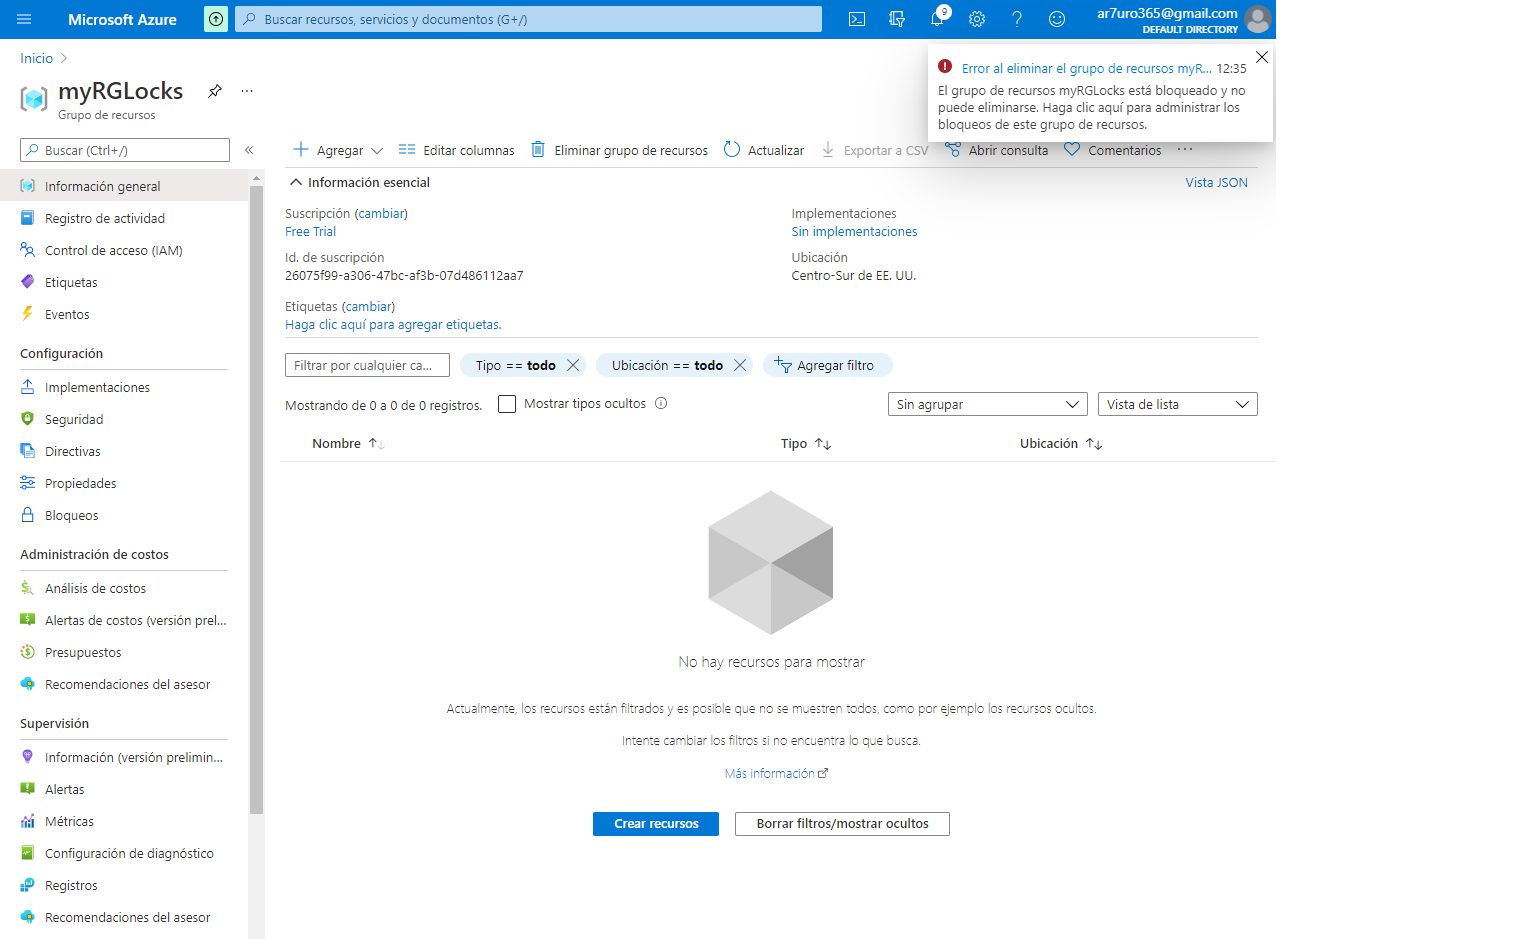 Microsoft Azure
Buscar recursos, servicios y documentos (G+/)
9
ar7uro365@gmail.com
DEFAULT DIRECTORY
Inicio
myRGLocks
Grupo de recursos
Error al eliminar el grupo de recursos myR... 12:35
El grupo de recursos myRGLocks está bloqueado y no
puede eliminarse. Haga clic aquí para administrar los
bloqueos de este grupo de recursos.
Buscar (Ctrl+/)
Agregar
Editar columnas
Eliminar grupo de recursos
Actualizar
Exportar a CSV
Abrir consulta
Comentarios
Información general
Registro de actividad
Control de acceso (IAM)
Etiquetas
Eventos
Configuración
Implementaciones
Seguridad
Directivas
Propiedades
Bloqueos
Administración de costos
Análisis de costos
Alertas de costos (versión prel...
Presupuestos
Recomendaciones del asesor
Supervisión
Información (versión prelimin...
Alertas
Métricas
Configuración de diagnóstico
Registros
Recomendaciones del asesor
Información esencial
Vista JSON
Suscripción (cambiar)
Free Trial
Id. de suscripción
26075f99-a306-47bc-af3b-07d486112aa7
Etiquetas (cambiar)
Haga clic aquí para agregar etiquetas.
Implementaciones
Sin implementaciones
Ubicación
Centro-Sur de EE. UU.
Filtrar por cualquier ca...
Tipo == todo
Ubicación == todo
Agregar filtro
Mostrando de 0 a 0 de 0 registros.
Mostrar tipos ocultos
Sin agrupar
Vista de lista
Nombre
Tipo
Ubicación
No hay recursos para mostrar
Actualmente, los recursos están filtrados y es posible que no se muestren todos, como por ejemplo los recursos ocultos.
Intente cambiar los filtros si no encuentra lo que busca.
Más información
Crear recursos
Borrar filtros/mostrar ocultos